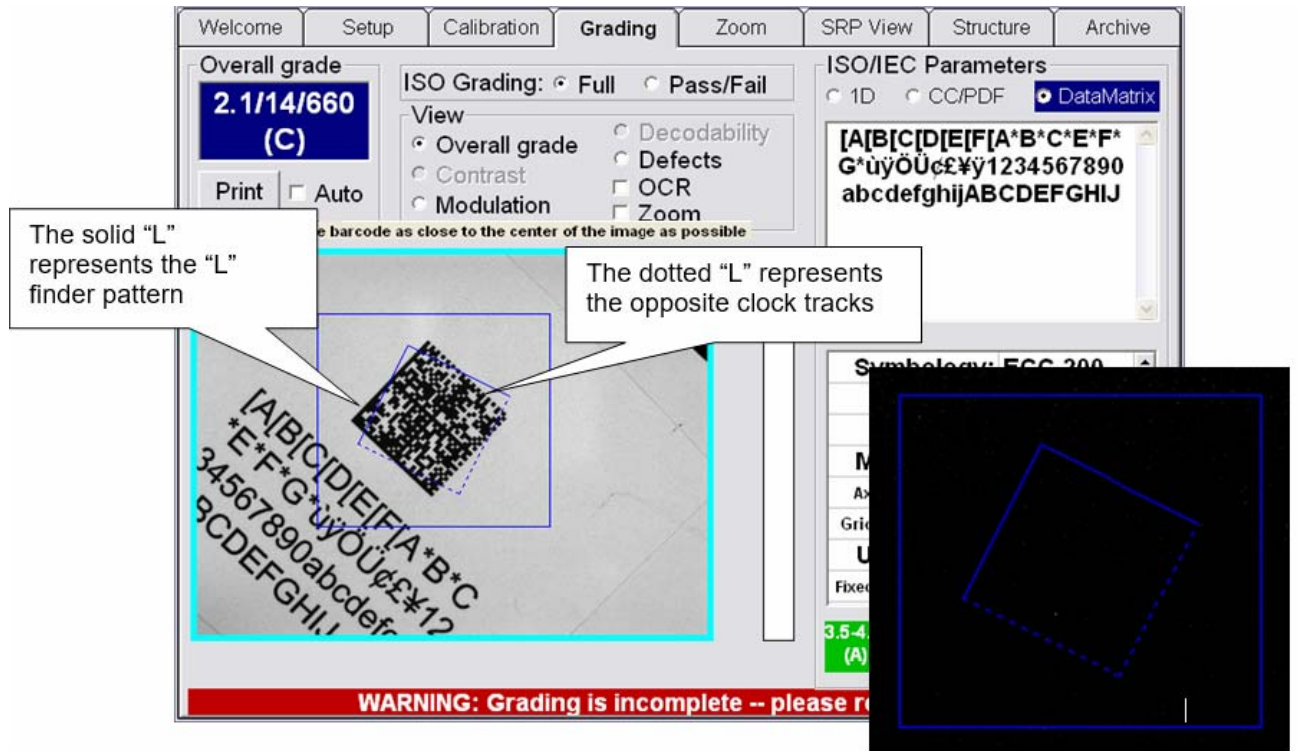 Welcome
Setup
Calibration
Grading
Zoom
SRP View
Structure
Archive
Overall grade
2.1/14/660
(C)
Print
Auto
ISO Grading:
Full
Pass/Fail
View
Overall grade
Contrast
Modulation
Decodability
Defects
OCR
Zoom
ISO/IEC Parameters
1D
CC/PDF
DataMatrix
[A[B[C[D[E[F[A*B*C*E*F*
G*ùÿÖÜ¢£¥ÿ1234567890
abcdefghijABCDEFGHIJ
barcode as close to the center of the image as possible
The solid “L”
represents the “L”
finder pattern
The dotted “L” represents
the opposite clock tracks
[A[B[C[D[E[F[A*B*C
*E*F*G*ùÿÖÜ¢£¥12
34567890abcdef
BCDEFGHIJ
Symbology: ECC 200
3.5-4.
(A)
WARNING: Grading is incomplete -- please